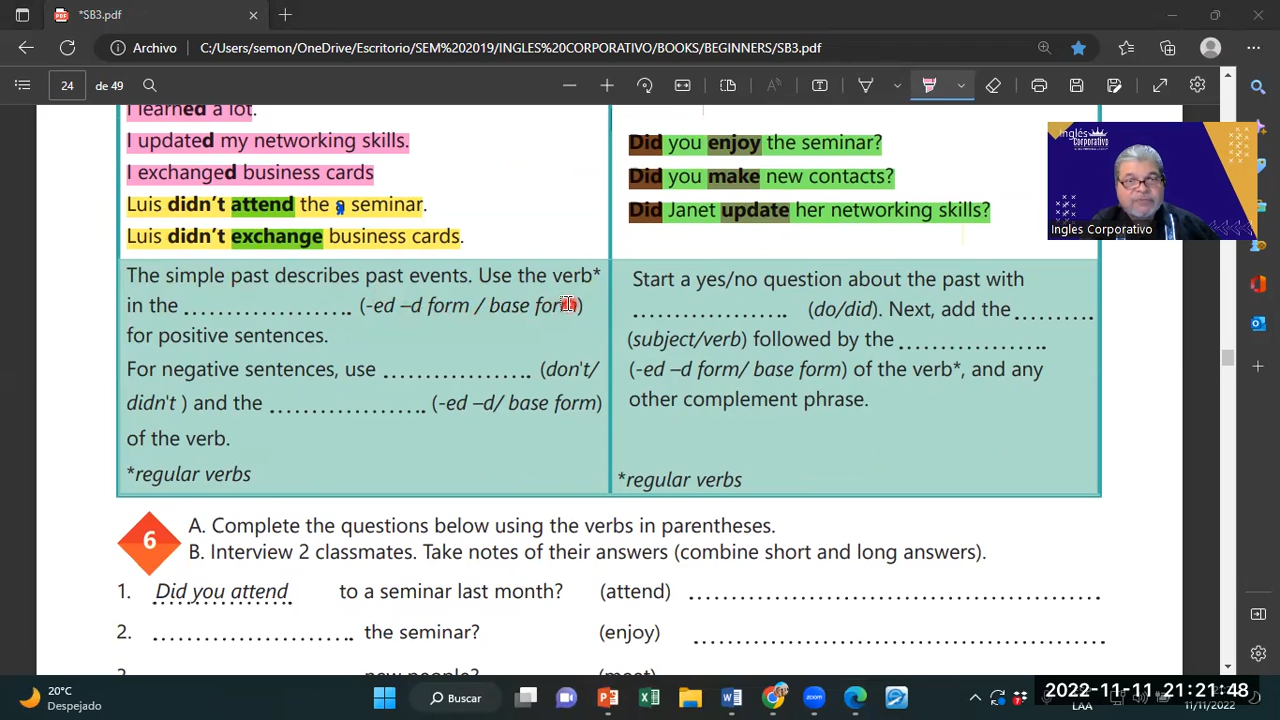 *SB3.pdf
Archivo
C:/Users/semon/OneDrive/Escritorio/SEM%202019/INGLES%20CORPORATIVO/BOOKS/BEGINNERS/SB3.pdf
24 de 49
I learned a lot.
I updated my networking skills.
I exchanged business cards
Luis didn't attend the a seminar.
Luis didn't exchange business cards.
Did you enjoy the seminar?
Did you make new contacts?
Did Janet update her networking skills?
Inglés
Corporativo
Ingles Corporativo
The simple past describes past events. Use the verb*
in the ..................... (-ed –d form / base form)
for positive sentences.
For negative sentences, use .................. (don't/
didn't ) and the ................... (-ed –d/ base form)
of the verb.
*regular verbs
Start a yes/no question about the past with
................... (do/did). Next, add the ..........
(subject/verb) followed by the ..................
(-ed –d form/ base form) of the verb*, and any
other complement phrase.
*regular verbs
6
A. Complete the questions below using the verbs in parentheses.
B. Interview 2 classmates. Take notes of their answers (combine short and long answers).
1. Did you attend to a seminar last month? (attend) ..................................................
2. ........................ the seminar? (enjoy) ..................................................
20°C
Despejado
Buscar
LAA
2022-11-11 21:21:48
11/11/2022